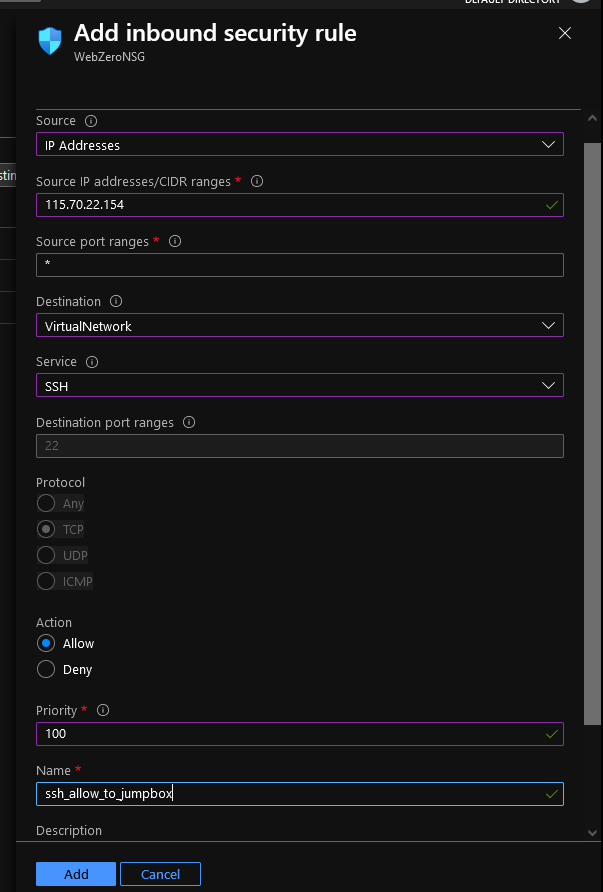 DEFAULT DIRECTORY
Add inbound security rule
WebZeroNSG
Source
IP Addresses
Source IP addresses/CIDR ranges *
115.70.22.154
Source port ranges *
*
Destination
VirtualNetwork
Service
SSH
Destination port ranges
22
Protocol
Any
TCP
UDP
ICMP
Action
Allow
Deny
Priority *
100
Name *
ssh_allow_to_jumpbox
Description
Add Cancel